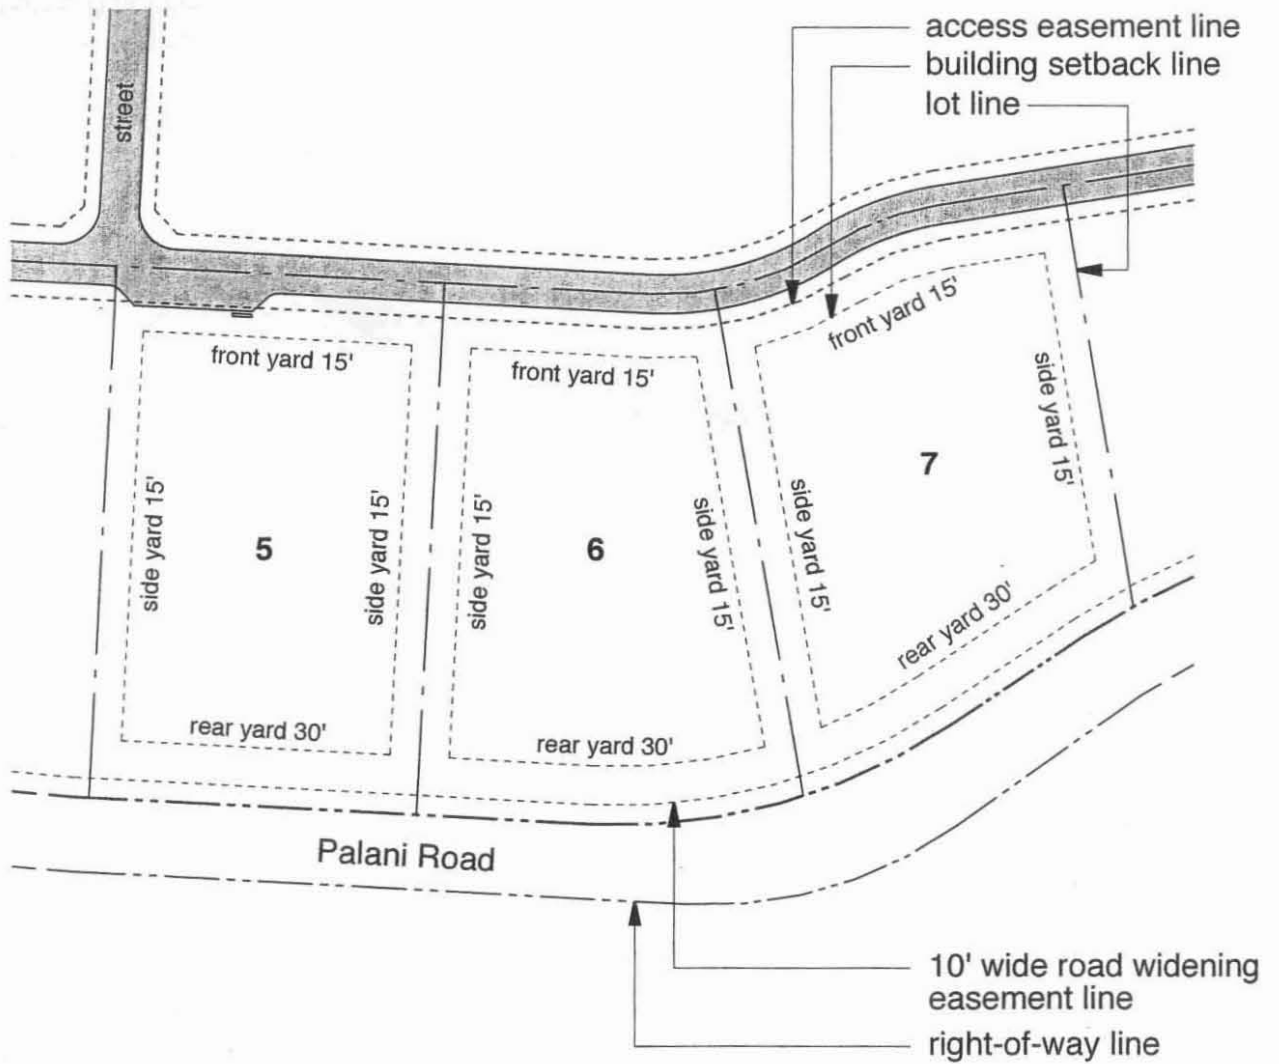 access easement line
building setback line
lot line
street
front yard 15'
front yard 15'
front yard 15'
side yard 15'
side yard 15'
side yard 15'
side yard 15'
side yard 15'
side yard 15'
5
6
7
rear yard 30'
rear yard 30'
rear yard 30'
Palani Road
10' wide road widening
easement line
right-of-way line